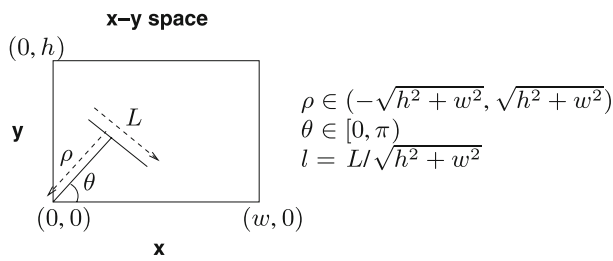 x–y space
(0, h)
L
y
ρ
θ
(0, 0)
(w, 0)
x
ρ ∈ (-√h² + w², √h² + w²)
θ ∈ [0, π)
l = L/√h² + w²